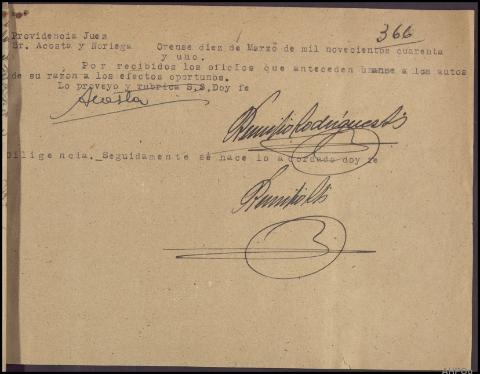 366
Providencia Juez
Sr. Acosta y Noriega Orense diez de Marzo de mil novecientos cuarenta
y uno.
Por recibidos los oficios que anteceden unanse a los autos
de su razón a los efectos oportunos.
Lo proveyo y rubrica S.S. Doy fe
Acosta
Diligencia._Seguidamente se hace lo acordado doy fe